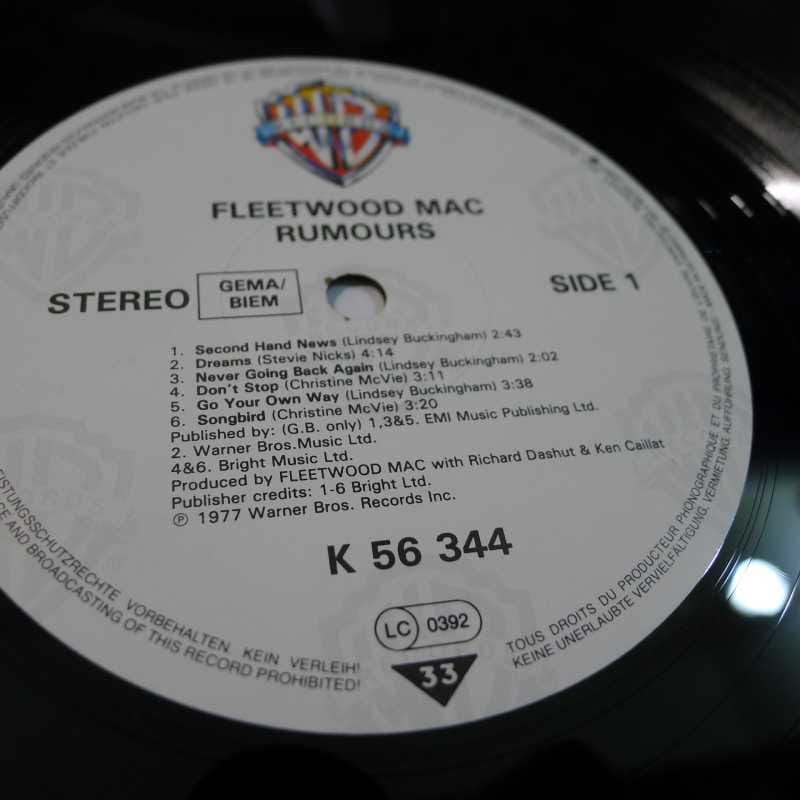 FLEETWOOD MAC
RUMOURS
STEREO
GEMA/
BIEM
SIDE 1
1. Second Hand News (Lindsey Buckingham) 2:43
2. Dreams (Stevie Nicks) 4:14
3. Never Going Back Again (Lindsey Buckingham) 2:02
4. Don't Stop (Christine McVie) 3:11
5. Go Your Own Way (Lindsey Buckingham) 3:38
6. Songbird (Christine McVie) 3:20
Published by: (G.B. only) 1,3&5. EMI Music Publishing Ltd.
2. Warner Bros.Music Ltd.
4&6. Bright Music Ltd.
Produced by FLEETWOOD MAC with Richard Dashut & Ken Caillat
Publisher credits: 1-6 Bright Ltd.
℗ 1977 Warner Bros. Records Inc.
K 56 344
LC 0392
33
VORBEHALTEN. KEIN VERLEIH!
AND BROADCASTING OF THIS RECORD PROHIBITED!
TOUS DROITS DU PRODUCTEUR PHONOGRAPHIQUE ET DU PROPRIETAIRE
KEINE UNERLAUBTE VERVIELFÄLTIGUNG, VERMIETUNG, AUFFÜHRUNG,